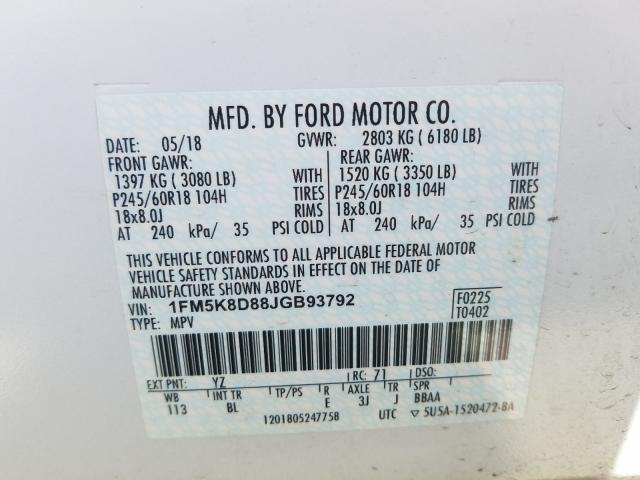 MFD. BY FORD MOTOR CO.
DATE: 05/18 GVWR: 2803 KG ( 6180 LB)
FRONT GAWR: REAR GAWR:
1397 KG ( 3080 LB) WITH 1520 KG ( 3350 LB) WITH
P245/60R18 104H TIRES P245/60R18 104H TIRES
18x8.0J RIMS 18x8.0J RIMS
AT 240 kPa/ 35 PSI COLD AT 240 kPa/ 35 PSI COLD
THIS VEHICLE CONFORMS TO ALL APPLICABLE FEDERAL MOTOR
VEHICLE SAFETY STANDARDS IN EFFECT ON THE DATE OF
MANUFACTURE SHOWN ABOVE.
VIN: 1FM5K8D88JGB93792 F0225
TYPE: MPV T0402
EXT PNT: YZ RC: 71 DSO:
WB INT TR TP/PS R AXLE TR SPR
113 BL E 3J J BBAA
12018052477­58 UTC ▽ 5U5A-1520472-BA